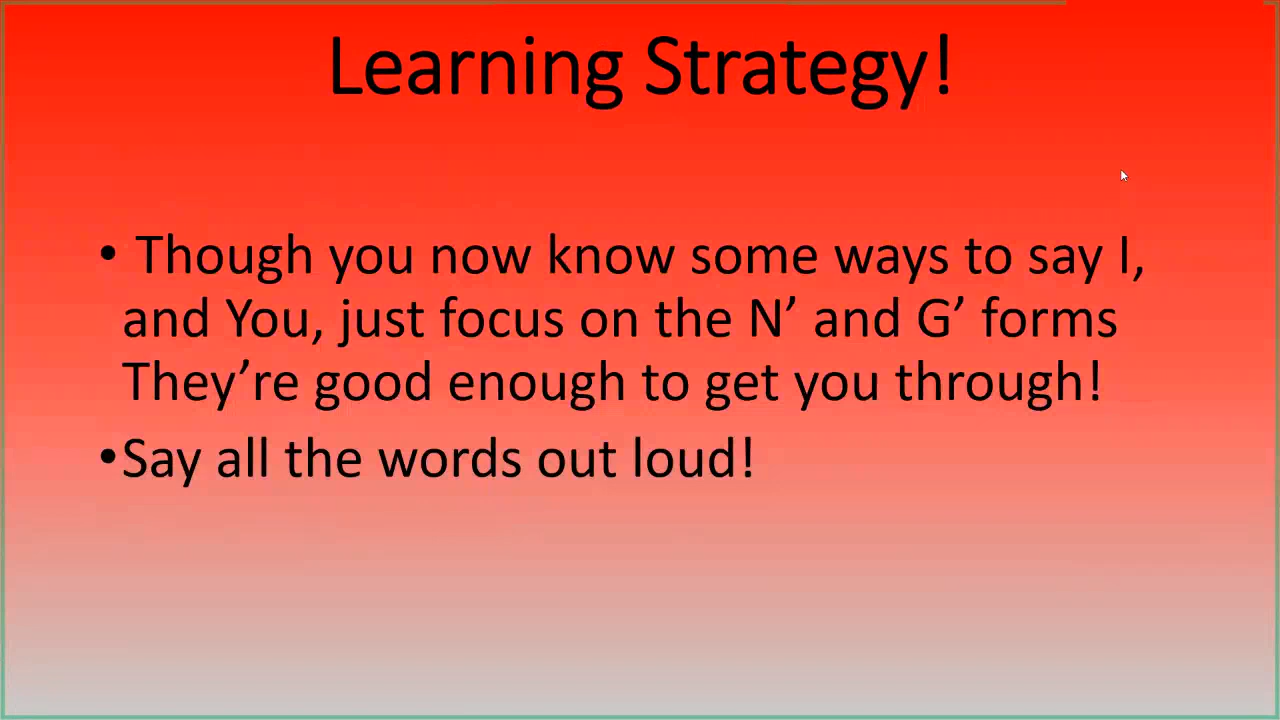 Learning Strategy!
• Though you now know some ways to say I,
and You, just focus on the N’ and G’ forms
They’re good enough to get you through!
•Say all the words out loud!